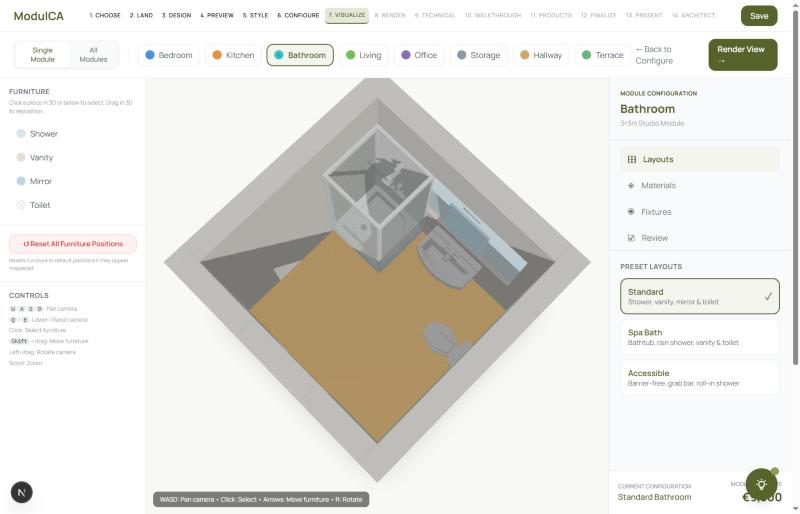 ModulCA
1. CHOOSE 2. LAND 3. DESIGN 4. PREVIEW 5. STYLE 6. CONFIGURE 7. VISUALIZE 8. RENDER 9. TECHNICAL 10. WALKTHROUGH 11. PRODUCTS 12. FINALIZE 13. PRESENT 14. ARCHITECT
Save
Single Module
All Modules
Bedroom
Kitchen
Bathroom
Living
Office
Storage
Hallway
Terrace
← Back to Configure
Render View →
FURNITURE
Click a piece in 3D or below to select. Drag in 3D
to reposition.
Shower
Vanity
Mirror
Toilet
↺ Reset All Furniture Positions
Resets furniture to default positions if they appear
misplaced.
CONTROLS
W A S D Pan camera
Q / E Lower / Raise camera
Click: Select furniture
Shift + drag: Move furniture
Left-drag: Rotate camera
Scroll: Zoom
N
WASD: Pan camera • Click: Select • Arrows: Move furniture • R: Rotate
MODULE CONFIGURATION
Bathroom
3×3m Studio Module
Layouts
Materials
Fixtures
Review
PRESET LAYOUTS
Standard
Shower, vanity, mirror & toilet
✓
Spa Bath
Bathtub, rain shower, vanity & toilet
Accessible
Barrier-free, grab bar, roll-in shower
CURRENT CONFIGURATION
Standard Bathroom